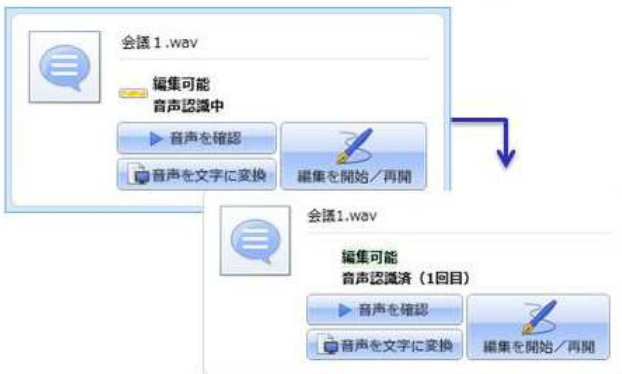 会議１.wav
編集可能
音声認識中
音声を確認
音声を文字に変換
編集を開始／再開
会議1.wav
編集可能
音声認識済（1回目）
音声を確認
音声を文字に変換
編集を開始／再開